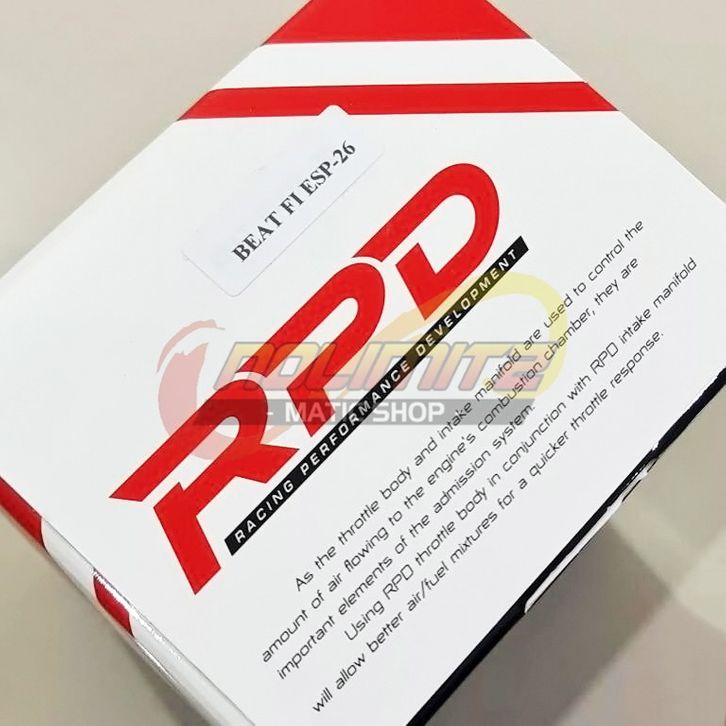 BEAT FI ESP-26
RPD
RACING PERFORMANCE DEVELOPMENT
NOLIMITZ
- MATIC SHOP -
As the throttle body and intake manifold are used to control the
amount of air flowing to the engine's combustion chamber, they are
important elements of the admission system.
Using RPD throttle body in conjunction with RPD intake manifold
will allow better air/fuel mixtures for a quicker throttle response.